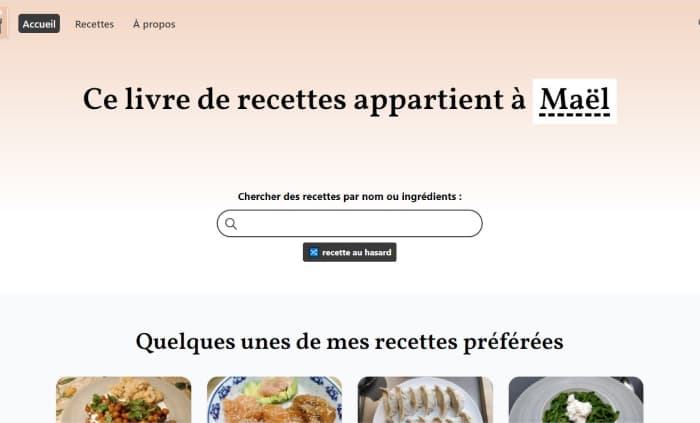 Accueil Recettes À propos
Ce livre de recettes appartient à Maël
Chercher des recettes par nom ou ingrédients :
recette au hasard
Quelques unes de mes recettes préférées